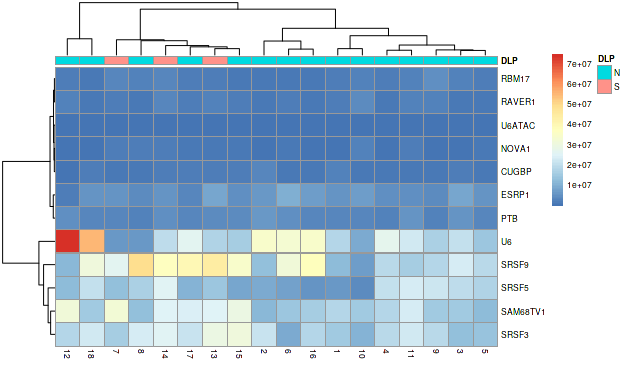 DLP
RBM17
RAVER1
U6ATAC
NOVA1
CUGBP
ESRP1
PTB
U6
SRSF9
SRSF5
SAM68TV1
SRSF3
12 18 7 8 14 17 13 15 2 6 16 1 10 4 11 9 3 5
7e+07
6e+07
5e+07
4e+07
3e+07
2e+07
1e+07
DLP
N
S